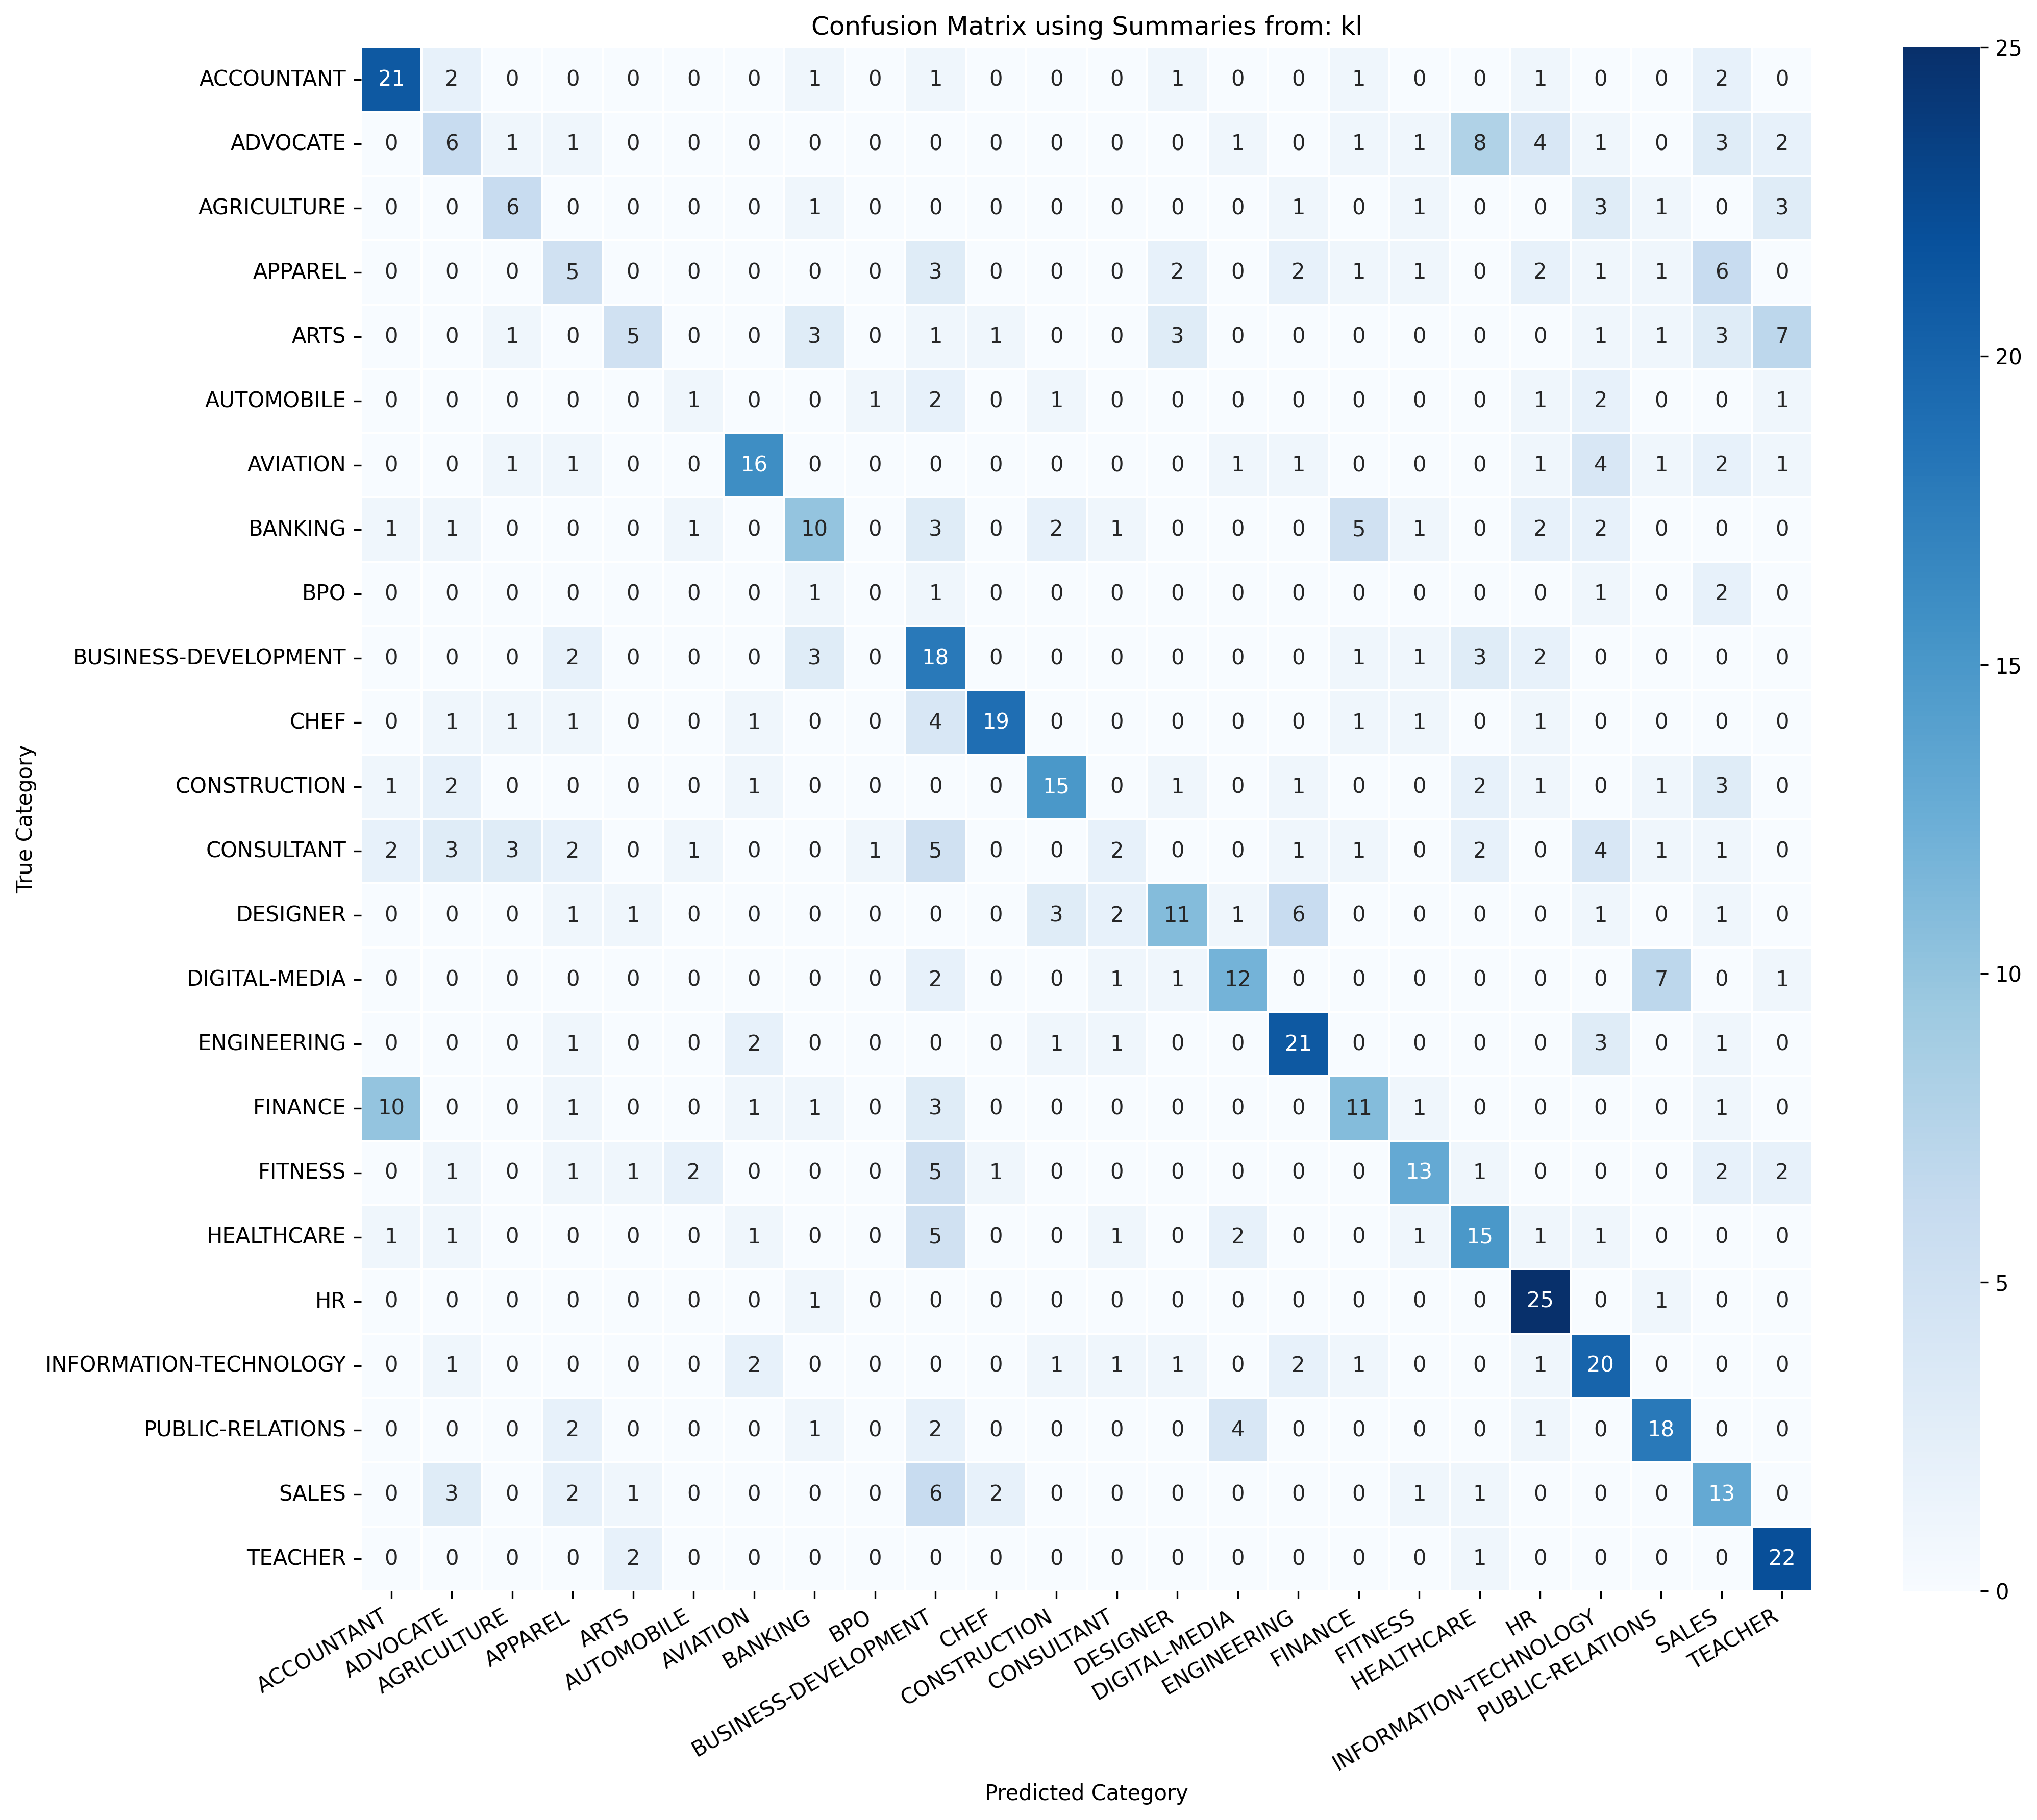 Confusion Matrix using Summaries from: kl
ACCOUNTANT 21 2 0 0 0 0 0 1 0 1 0 0 0 1 0 0 1 0 0 1 0 0 2 0
ADVOCATE 0 6 1 1 0 0 0 0 0 0 0 0 0 0 1 0 1 1 8 4 1 0 3 2
AGRICULTURE 0 0 6 0 0 0 0 1 0 0 0 0 0 0 0 1 0 1 0 0 3 1 0 3
APPAREL 0 0 0 5 0 0 0 0 0 3 0 0 0 2 0 2 1 1 0 2 1 1 6 0
ARTS 0 0 1 0 5 0 0 3 0 1 1 0 0 3 0 0 0 0 0 0 1 1 3 7
AUTOMOBILE 0 0 0 0 0 1 0 0 1 2 0 1 0 0 0 0 0 0 0 1 2 0 0 1
AVIATION 0 0 1 1 0 0 16 0 0 0 0 0 0 0 1 1 0 0 0 1 4 1 2 1
BANKING 1 1 0 0 0 1 0 10 0 3 0 2 1 0 0 0 5 1 0 2 2 0 0 0
BPO 0 0 0 0 0 0 0 1 0 1 0 0 0 0 0 0 0 0 0 0 1 0 2 0
BUSINESS-DEVELOPMENT 0 0 0 2 0 0 0 3 0 18 0 0 0 0 0 0 1 1 3 2 0 0 0 0
CHEF 0 1 1 1 0 0 1 0 0 4 19 0 0 0 0 0 1 1 0 1 0 0 0 0
CONSTRUCTION 1 2 0 0 0 0 1 0 0 0 0 15 0 1 0 1 0 0 2 1 0 1 3 0
CONSULTANT 2 3 3 2 0 1 0 0 1 5 0 0 2 0 0 1 1 0 2 0 4 1 1 0
DESIGNER 0 0 0 1 1 0 0 0 0 0 0 3 2 11 1 6 0 0 0 0 1 0 1 0
DIGITAL-MEDIA 0 0 0 0 0 0 0 0 0 2 0 0 1 1 12 0 0 0 0 0 0 7 0 1
ENGINEERING 0 0 0 1 0 0 2 0 0 0 0 1 1 0 0 21 0 0 0 0 3 0 1 0
FINANCE 10 0 0 1 0 0 1 1 0 3 0 0 0 0 0 0 11 1 0 0 0 0 1 0
FITNESS 0 1 0 1 1 2 0 0 0 5 1 0 0 0 0 0 0 13 1 0 0 0 2 2
HEALTHCARE 1 1 0 0 0 0 1 0 0 5 0 0 1 0 2 0 0 1 15 1 1 0 0 0
HR 0 0 0 0 0 0 0 1 0 0 0 0 0 0 0 0 0 0 0 25 0 1 0 0
INFORMATION-TECHNOLOGY 0 1 0 0 0 0 2 0 0 0 0 1 1 1 0 2 1 0 0 1 20 0 0 0
PUBLIC-RELATIONS 0 0 0 2 0 0 0 1 0 2 0 0 0 0 4 0 0 0 0 1 0 18 0 0
SALES 0 3 0 2 1 0 0 0 0 6 2 0 0 0 0 0 0 1 1 0 0 0 13 0
TEACHER 0 0 0 0 2 0 0 0 0 0 0 0 0 0 0 0 0 0 1 0 0 0 0 22
True Category
ACCOUNTANT
ADVOCATE
AGRICULTURE
APPAREL
ARTS
AUTOMOBILE
AVIATION
BANKING
BPO
BUSINESS-DEVELOPMENT
CHEF
CONSTRUCTION
CONSULTANT
DESIGNER
DIGITAL-MEDIA
ENGINEERING
FINANCE
FITNESS
HEALTHCARE
HR
INFORMATION-TECHNOLOGY
PUBLIC-RELATIONS
SALES
TEACHER
Predicted Category
25
20
15
10
5
0